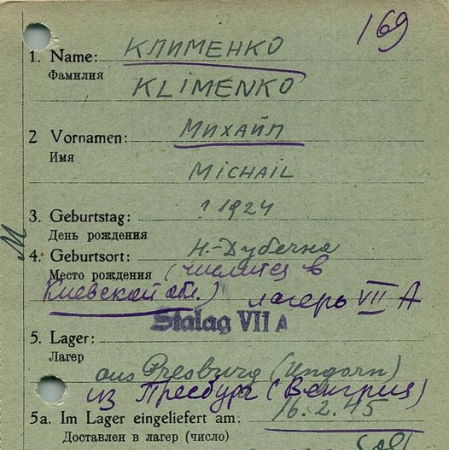 169
1. Name: КЛИМЕНКО
Фамилия
KLIMENKO
2 Vornamen: МИХАЙЛ
Имя
MICHAIL
3. Geburtstag: ? 1924
День рождения
M
4. Geburtsort: Н.-Дубечна
Место рождения (числится в
Киевской обл.) лагерь VII A
Stalag VII A
5. Lager:
Лагерь
aus Presburg (Ungarn)
из Пресбург (Венгрия)
5a. Im Lager eingeliefert am: 16.2.45
Доставлен в лагерь (число)